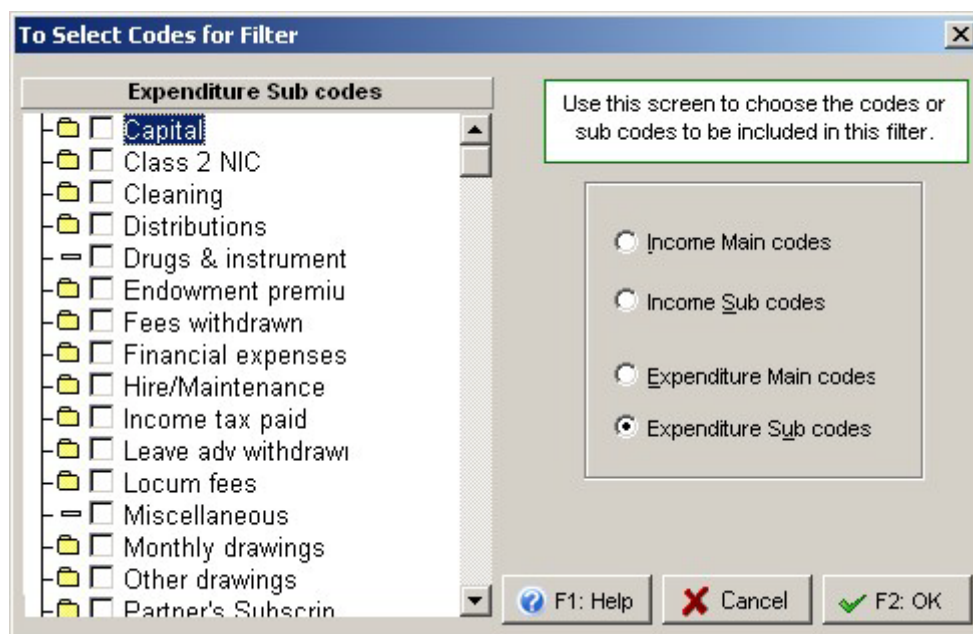 To Select Codes for Filter
Expenditure Sub codes
Capital
Class 2 NIC
Cleaning
Distributions
Drugs & instrument
Endowment premiu
Fees withdrawn
Financial expenses
Hire/Maintenance
Income tax paid
Leave adv withdrawı
Locum fees
Miscellaneous
Monthly drawings
Other drawings
Partner's Subscrin
Use this screen to choose the codes or
sub codes to be included in this filter.
Income Main codes
Income Sub codes
Expenditure Main codes
Expenditure Sub codes
F1: Help
Cancel
F2: OK